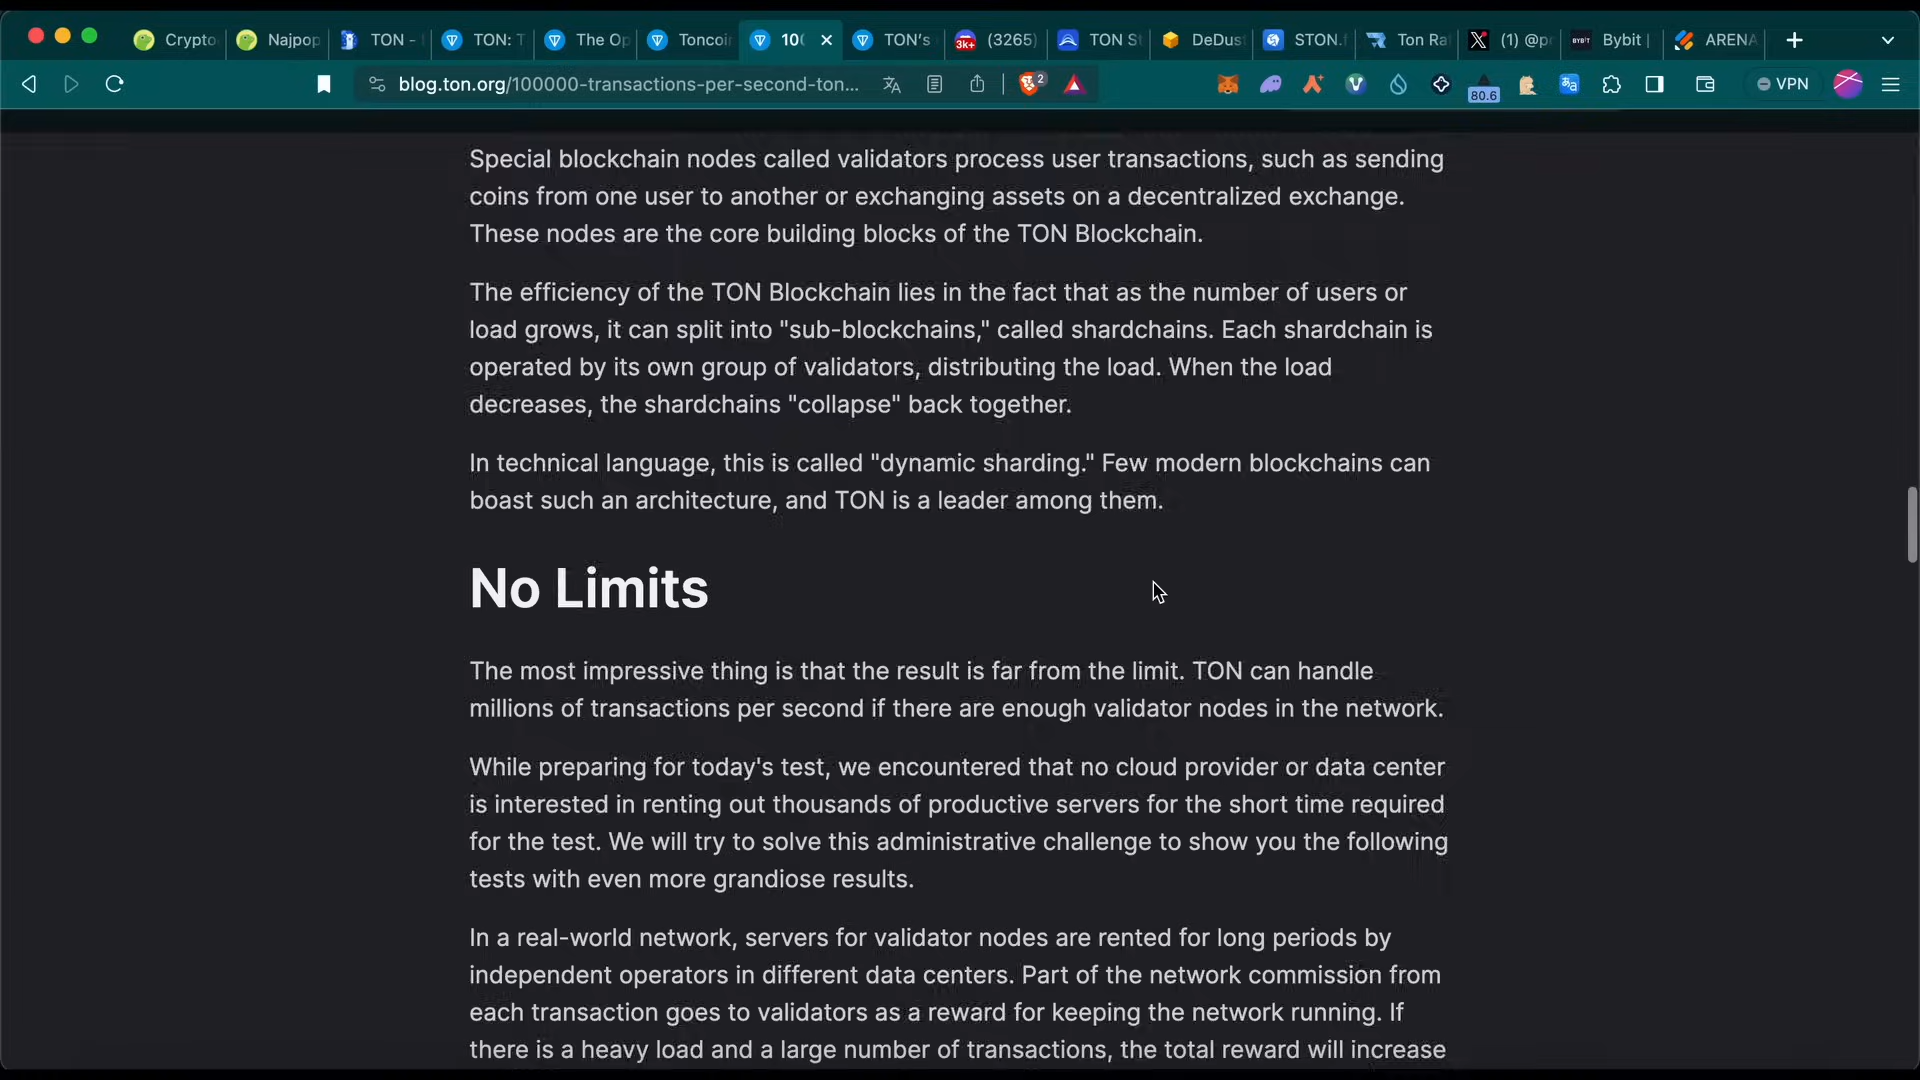 Crypto
Najpop
TON -
TON: T
The Op
Toncoi
10(
TON's
3k+
(3265)
TON St
DeDust
STON.f
Ton Ra
(1) @p
BYBIT
Bybit |
ARENA
blog.ton.org/100000-transactions-per-second-ton...
2
80.6
VPN
Special blockchain nodes called validators process user transactions, such as sending
coins from one user to another or exchanging assets on a decentralized exchange.
These nodes are the core building blocks of the TON Blockchain.
The efficiency of the TON Blockchain lies in the fact that as the number of users or
load grows, it can split into "sub-blockchains," called shardchains. Each shardchain is
operated by its own group of validators, distributing the load. When the load
decreases, the shardchains "collapse" back together.
In technical language, this is called "dynamic sharding." Few modern blockchains can
boast such an architecture, and TON is a leader among them.
No Limits
The most impressive thing is that the result is far from the limit. TON can handle
millions of transactions per second if there are enough validator nodes in the network.
While preparing for today's test, we encountered that no cloud provider or data center
is interested in renting out thousands of productive servers for the short time required
for the test. We will try to solve this administrative challenge to show you the following
tests with even more grandiose results.
In a real-world network, servers for validator nodes are rented for long periods by
independent operators in different data centers. Part of the network commission from
each transaction goes to validators as a reward for keeping the network running. If
there is a heavy load and a large number of transactions, the total reward will increase